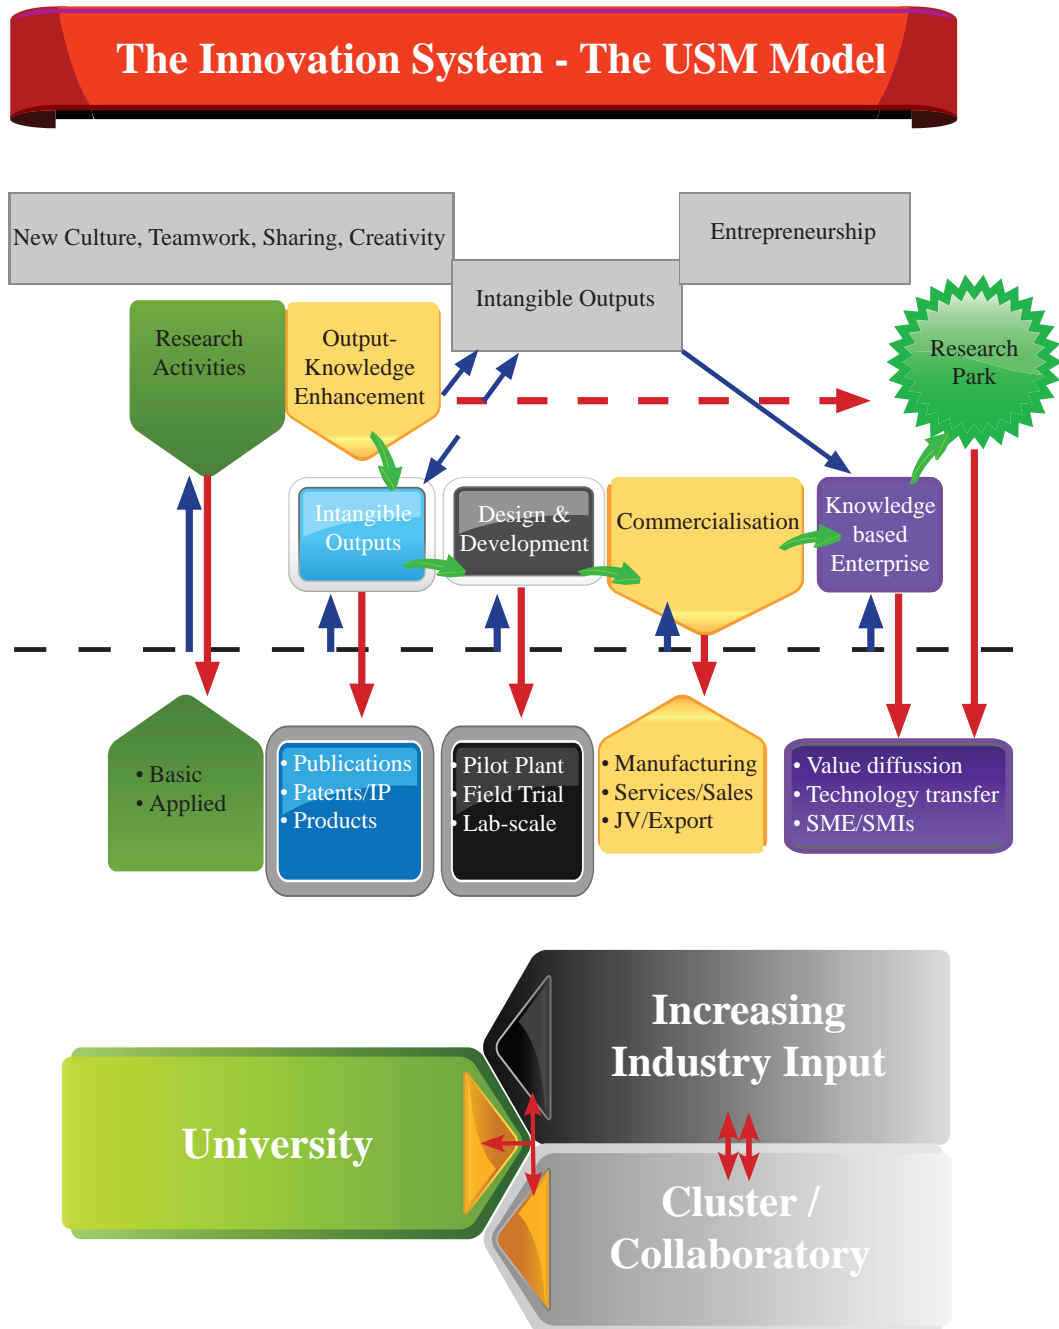 The Innovation System - The USM Model
New Culture, Teamwork, Sharing, Creativity
Entrepreneurship
Intangible Outputs
Research
Activities
Output-
Knowledge
Enhancement
Research
Park
Intangible
Outputs
Design &
Development
Commercialisation
Knowledge
based
Enterprise
• Basic
• Applied
• Publications
• Patents/IP
• Products
• Pilot Plant
• Field Trial
• Lab-scale
• Manufacturing
• Services/Sales
• JV/Export
• Value diffussion
• Technology transfer
• SME/SMIs
Increasing
Industry Input
University
Cluster /
Collaboratory